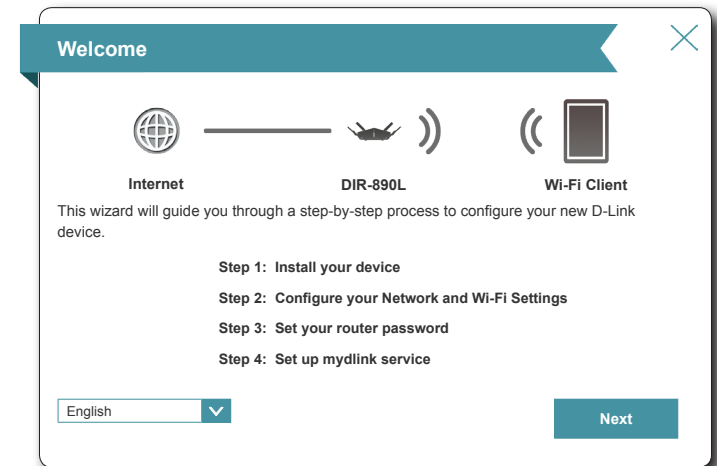 Welcome
Internet
DIR-890L
Wi-Fi Client
This wizard will guide you through a step-by-step process to configure your new D-Link
device.
Step 1: Install your device
Step 2: Configure your Network and Wi-Fi Settings
Step 3: Set your router password
Step 4: Set up mydlink service
English
Next